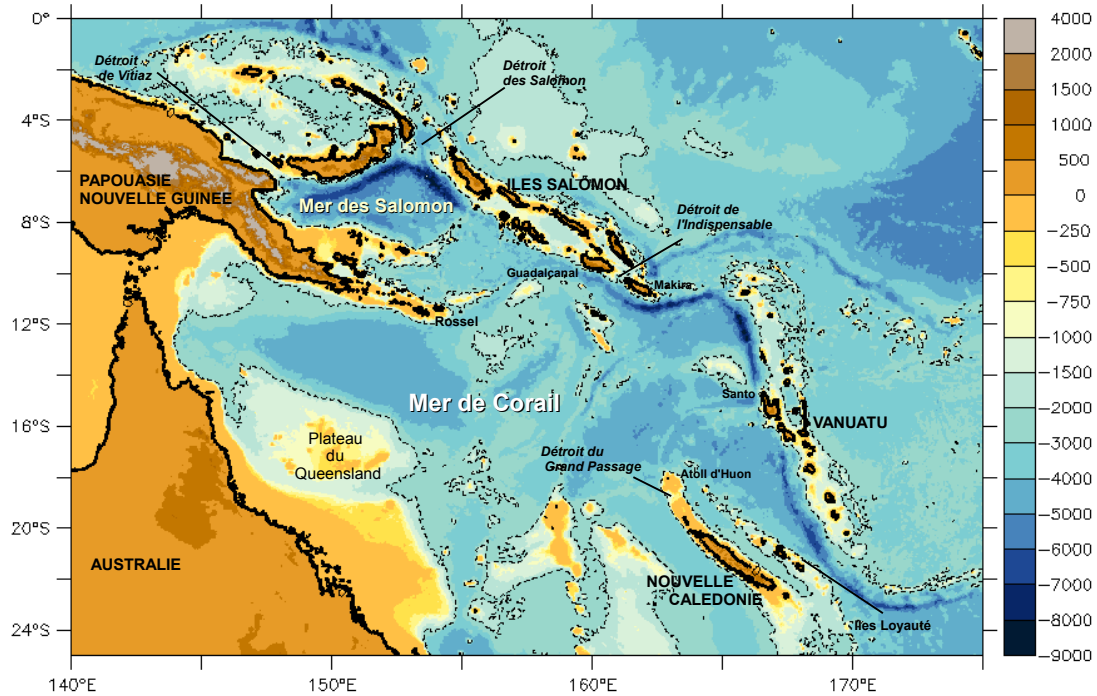 0°
4°S
8°S
12°S
16°S
20°S
24°S
140°E
150°E
160°E
170°E
Détroit
de Vitiaz
Détroit
des Salomon
PAPOUASIE
NOUVELLE GUINEE
ILES SALOMON
Mer des Salomon
Détroit de
l'Indispensable
Guadalcanal
Makira
Rossel
Mer de Corail
Santo
VANUATU
Plateau
du
Queensland
Détroit du
Grand Passage
Atoll d'Huon
AUSTRALIE
NOUVELLE
CALEDONIE
Iles Loyauté
4000
2000
1000
500
0
−250
−500
−750
−1000
−1500
−2000
−3000
−4000
−5000
−6000
−7000
−8000
−9000